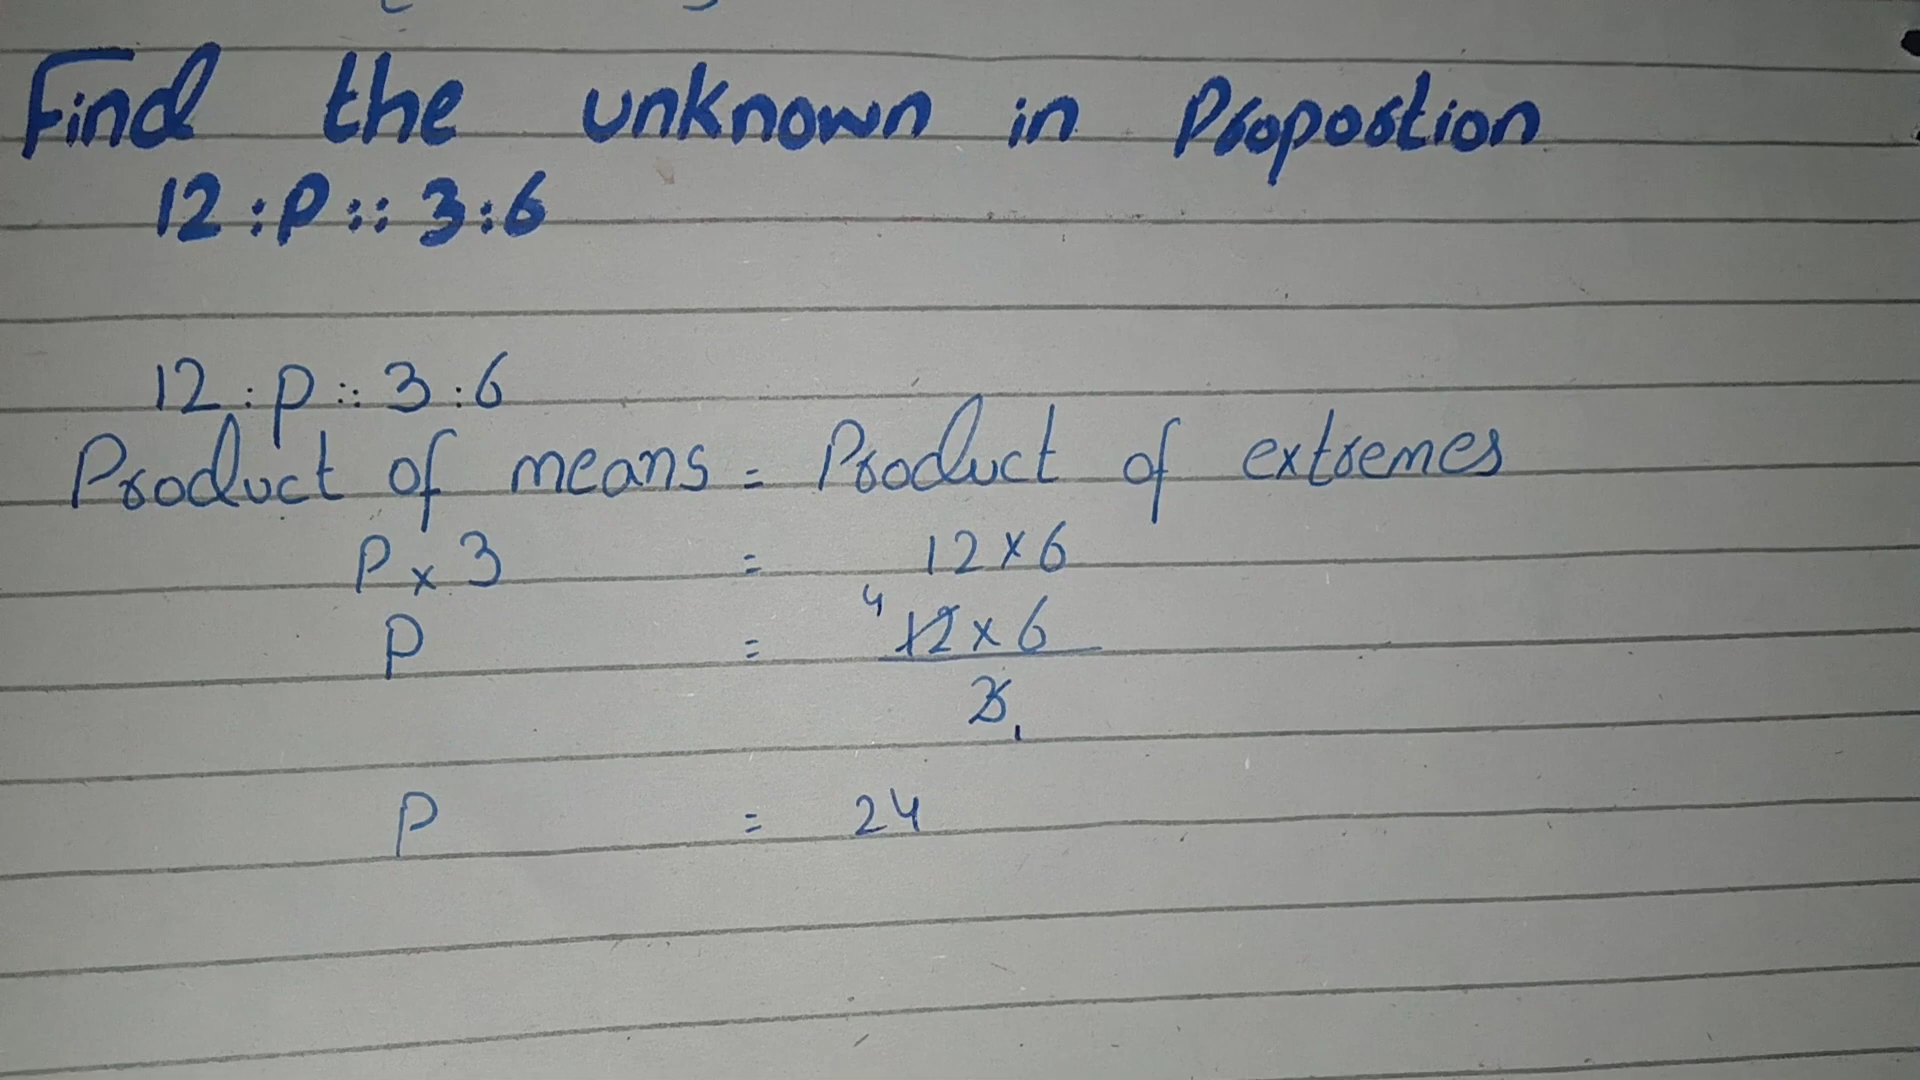 Find the unknown in Proportion
12:P::3:6
12:P::3:6
Product of means = Product of extremes
P×3 = 12×6
4
P = 12×6
3 1
P = 24